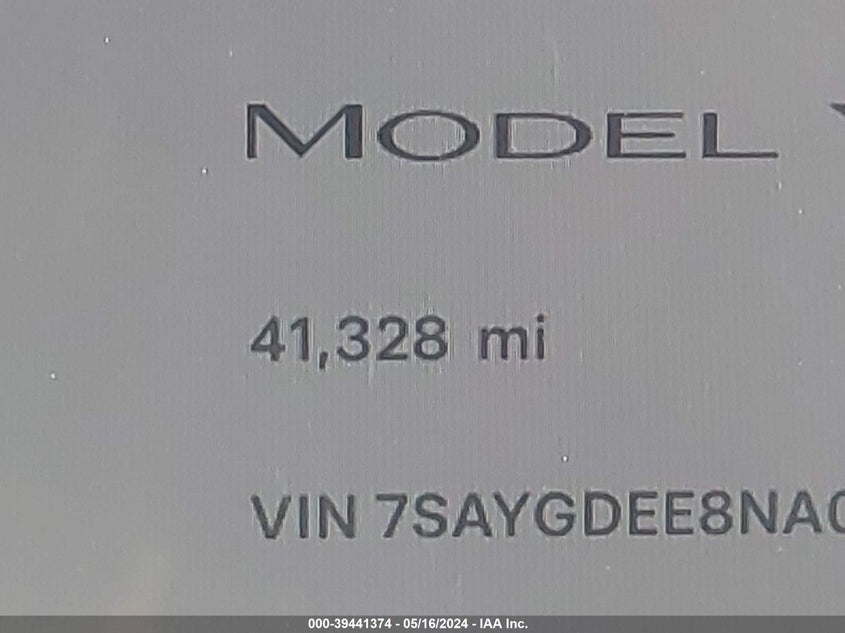 MODEL
41,328 mi
VIN 7SAYGDEE8NA
000-39441374 - 05/16/2024 - IAA Inc.